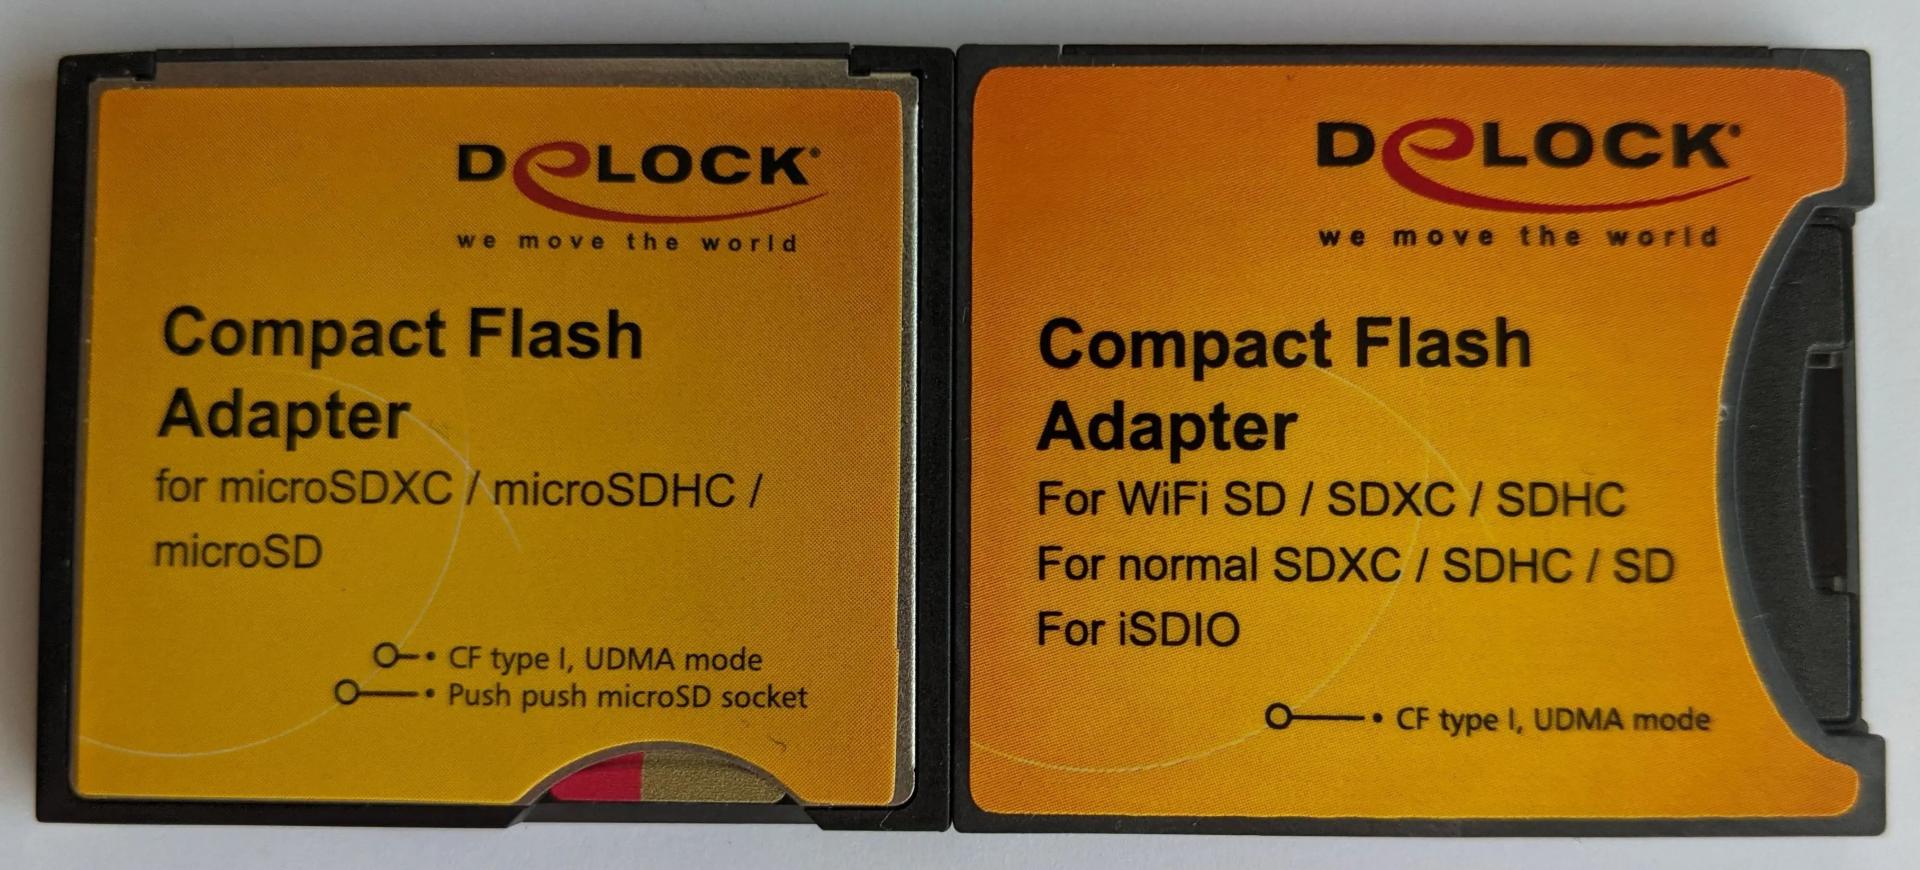 DeLOCK®
we move the world
Compact Flash
Adapter
for microSDXC / microSDHC /
microSD
• CF type I, UDMA mode
• Push push microSD socket
DeLOCK®
we move the world
Compact Flash
Adapter
For WiFi SD / SDXC / SDHC
For normal SDXC / SDHC / SD
For iSDIO
• CF type I, UDMA mode